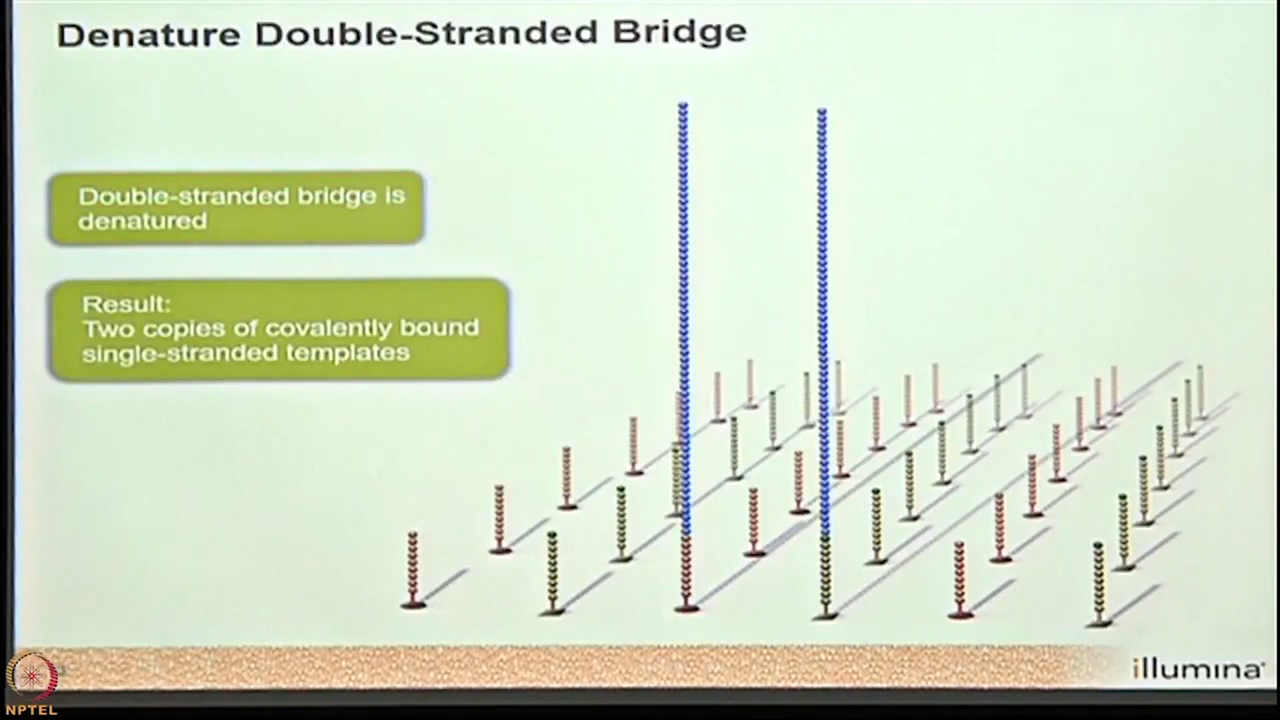 Denature Double-Stranded Bridge
Double-stranded bridge is
denatured
Result:
Two copies of covalently bound
single-stranded templates
illumina
NPTEL